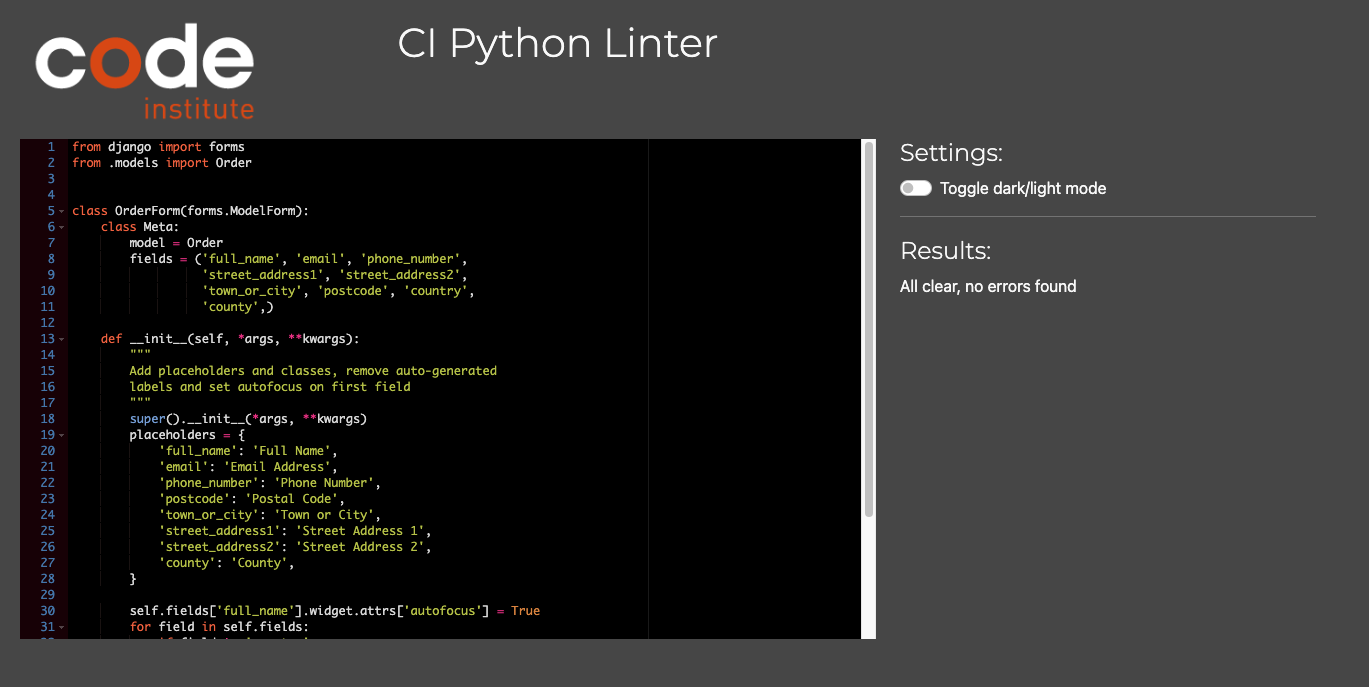 code
institute
CI Python Linter
1 from django import forms
2 from .models import Order
3
4
5 class OrderForm(forms.ModelForm):
6     class Meta:
7         model = Order
8         fields = ('full_name', 'email', 'phone_number',
9                   'street_address1', 'street_address2',
10                   'town_or_city', 'postcode', 'country',
11                   'county',)
12
13     def __init__(self, *args, **kwargs):
14         """
15         Add placeholders and classes, remove auto-generated
16         labels and set autofocus on first field
17         """
18         super().__init__(*args, **kwargs)
19         placeholders = {
20             'full_name': 'Full Name',
21             'email': 'Email Address',
22             'phone_number': 'Phone Number',
23             'postcode': 'Postal Code',
24             'town_or_city': 'Town or City',
25             'street_address1': 'Street Address 1',
26             'street_address2': 'Street Address 2',
27             'county': 'County',
28         }
29
30         self.fields['full_name'].widget.attrs['autofocus'] = True
31         for field in self.fields:
Settings:
Toggle dark/light mode
Results:
All clear, no errors found